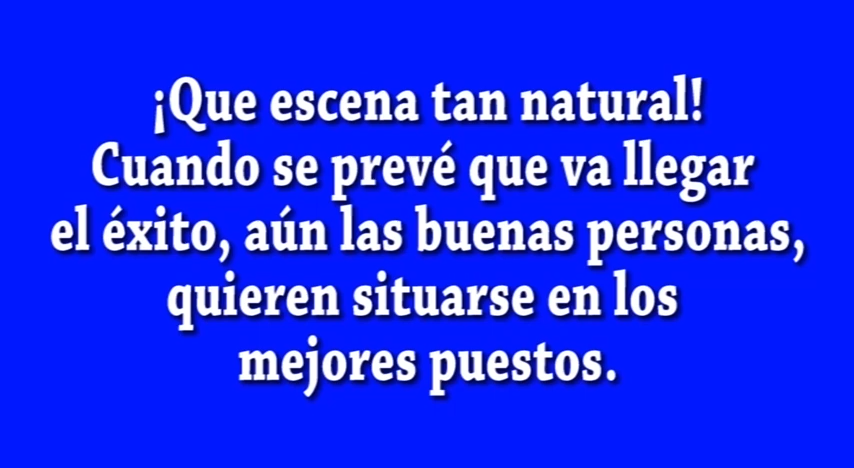 ¡Que escena tan natural!
Cuando se prevé que va llegar
el éxito, aún las buenas personas,
quieren situarse en los
mejores puestos.